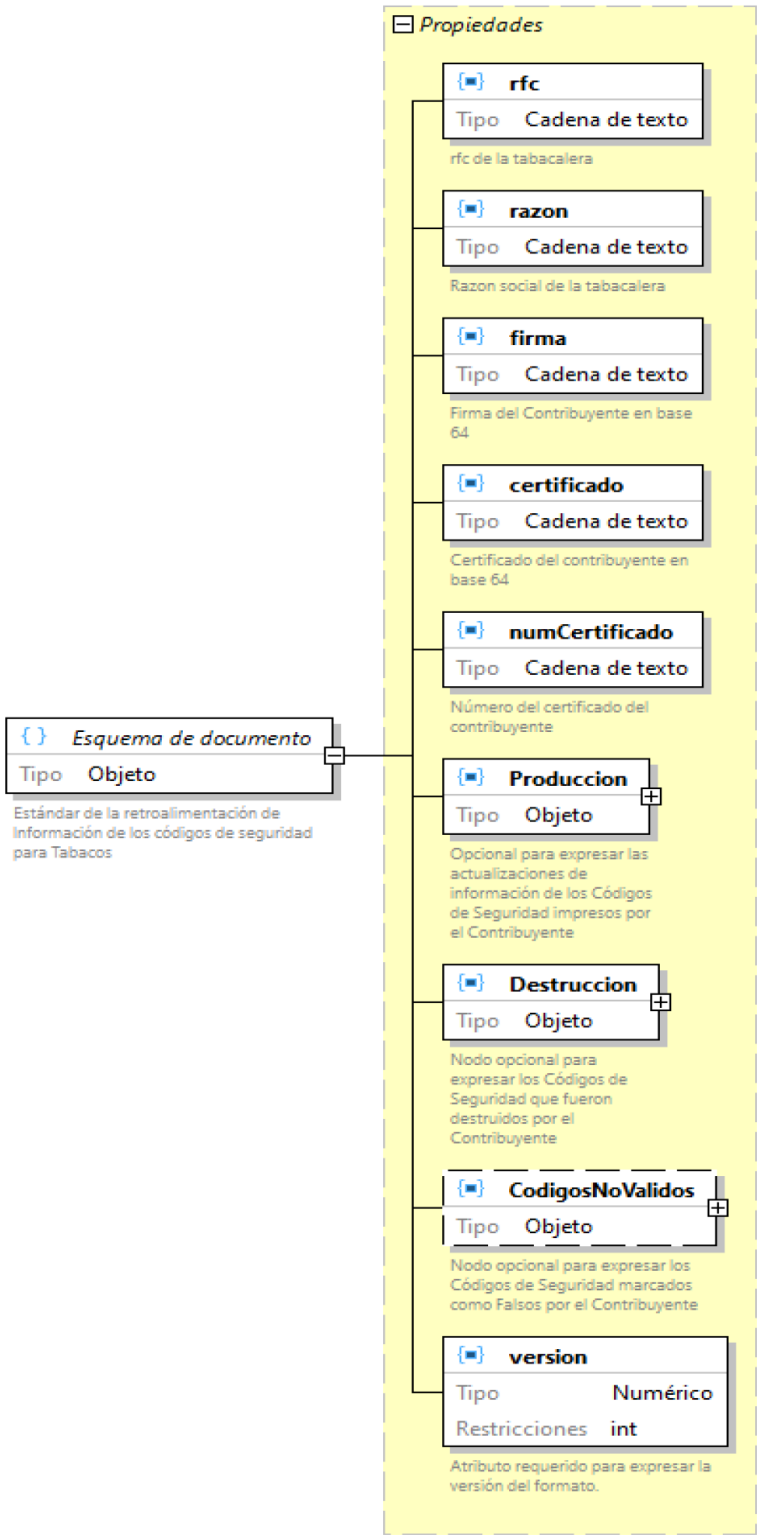 Propiedades
rfc
Tipo Cadena de texto
rfc de la tabacalera
razon
Tipo Cadena de texto
Razon social de la tabacalera
firma
Tipo Cadena de texto
Firma del Contribuyente en base
64
certificado
Tipo Cadena de texto
Certificado del contribuyente en
base 64
numCertificado
Tipo Cadena de texto
Número del certificado del
contribuyente
{ } Esquema de documento
Tipo Objeto
Estándar de la retroalimentación de
Información de los códigos de seguridad
para Tabacos
Produccion
Tipo Objeto
Opcional para expresar las
actualizaciones de
información de los Códigos
de Seguridad impresos por
el Contribuyente
Destruccion
Tipo Objeto
Nodo opcional para
expresar los Códigos de
Seguridad que fueron
destruidos por el
Contribuyente
CodigosNoValidos
Tipo Objeto
Nodo opcional para expresar los
Códigos de Seguridad marcados
como Falsos por el Contribuyente
version
Tipo Numérico
Restricciones int
Atributo requerido para expresar la
versión del formato.